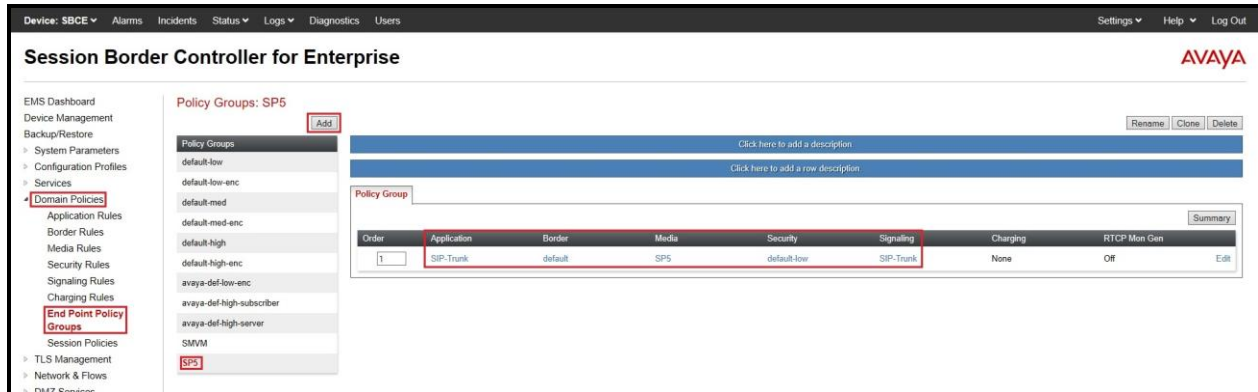 Device: SBCE Alarms Incidents Status Logs Diagnostics Users Settings Help Log Out
Session Border Controller for Enterprise
AVAYA
EMS Dashboard
Device Management
Backup/Restore
System Parameters
Configuration Profiles
Services
Domain Policies
Application Rules
Border Rules
Media Rules
Security Rules
Signaling Rules
Charging Rules
End Point Policy
Groups
Session Policies
TLS Management
Network & Flows
DMZ Services
Policy Groups: SP5
Add
Policy Groups
default-low
default-low-enc
default-med
default-med-enc
default-high
default-high-enc
avaya-def-low-enc
avaya-def-high-subscriber
avaya-def-high-server
SMVM
SP5
Rename Clone Delete
Click here to add a description
Click here to add a row description
Policy Group
Summary
Order Application Border Media Security Signaling Charging RTCP Mon Gen
1 SIP-Trunk default SP5 default-low SIP-Trunk None Off Edit